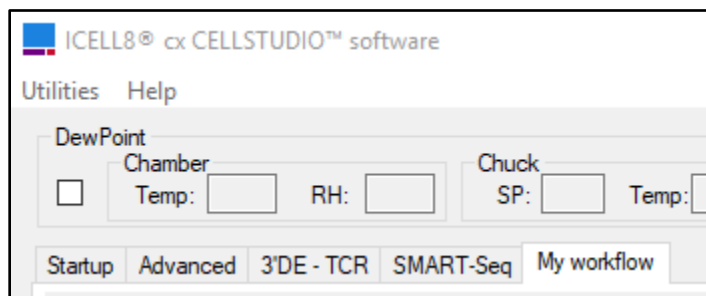 ICELL8® cx CELLSTUDIO™ software
Utilities Help
DewPoint
Chamber Chuck
Temp: RH: SP: Temp:
Startup Advanced 3'DE - TCR SMART-Seq My workflow